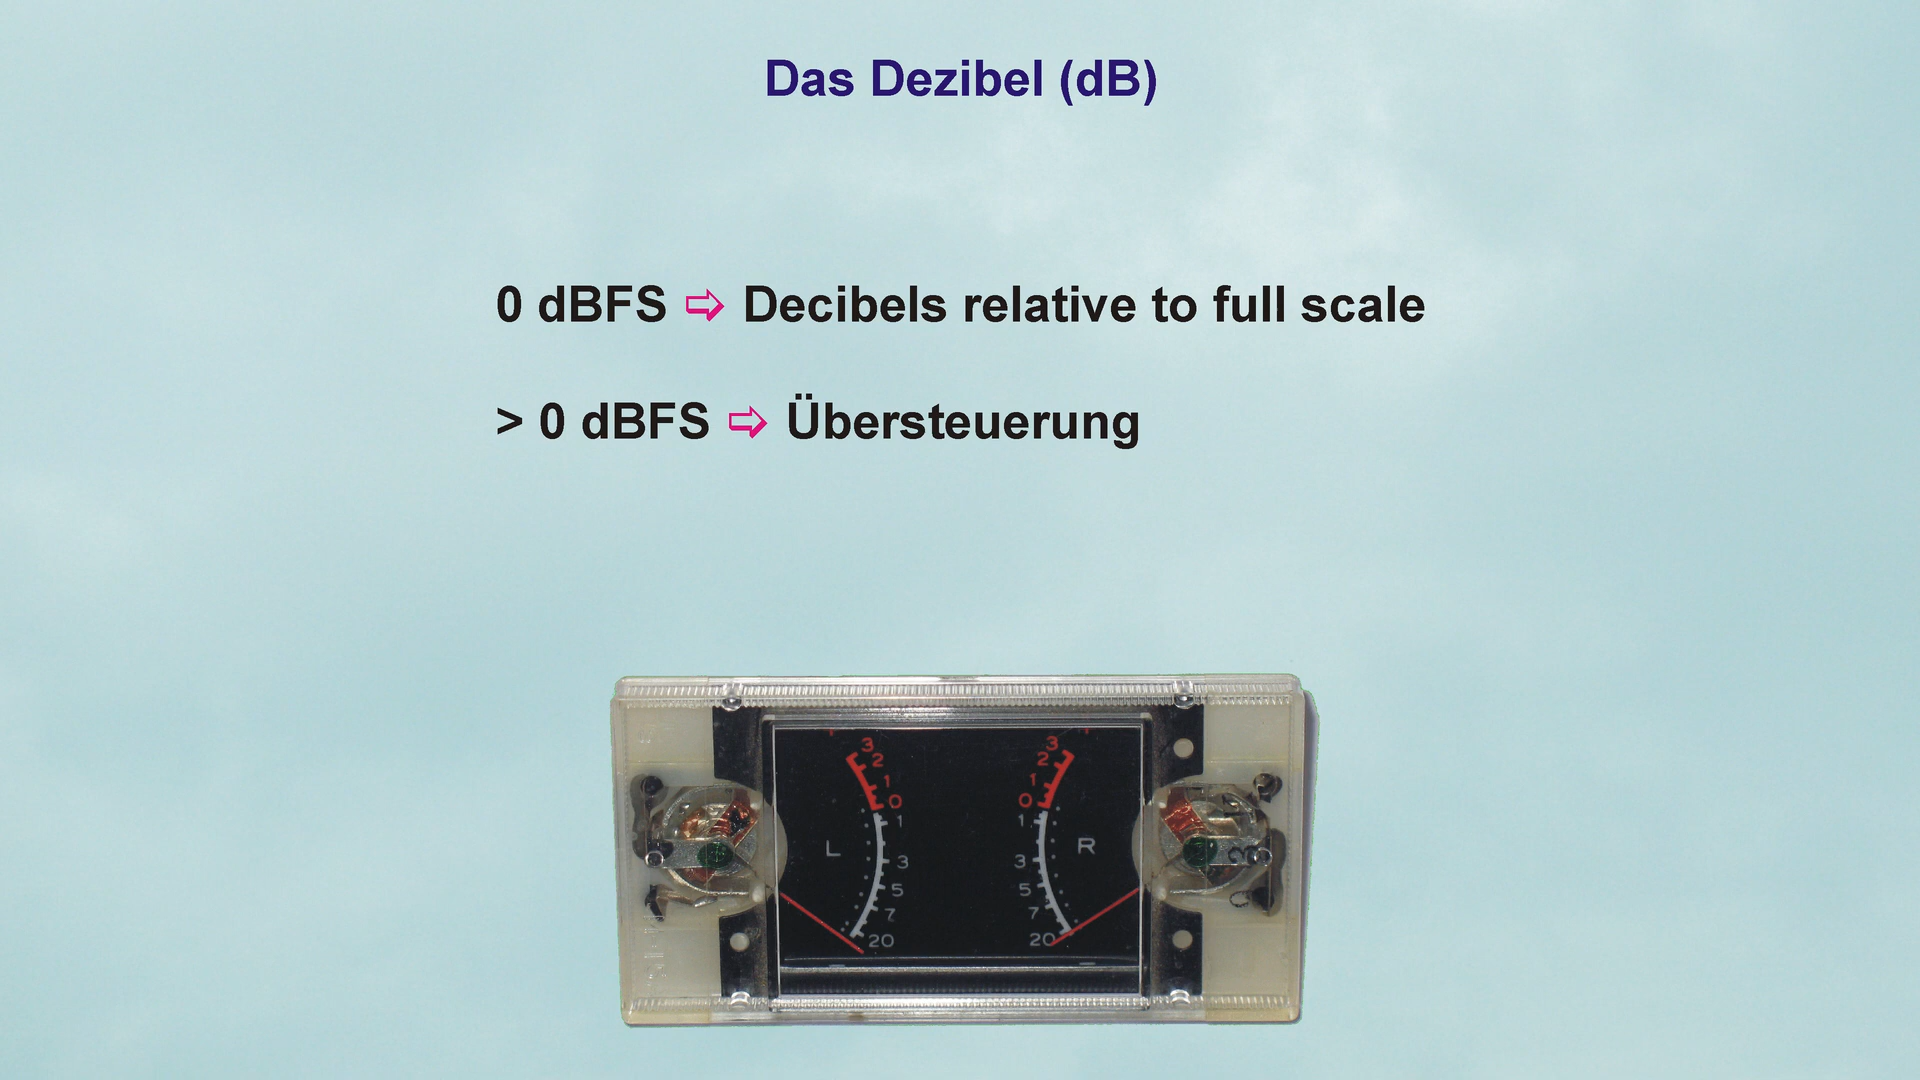 Das Dezibel (dB)
0 dBFS ⇨ Decibels relative to full scale
> 0 dBFS ⇨ Übersteuerung
3 3
2 2
1 1
0 0
1 1
L R
3 3
5 5
7 7
20 20